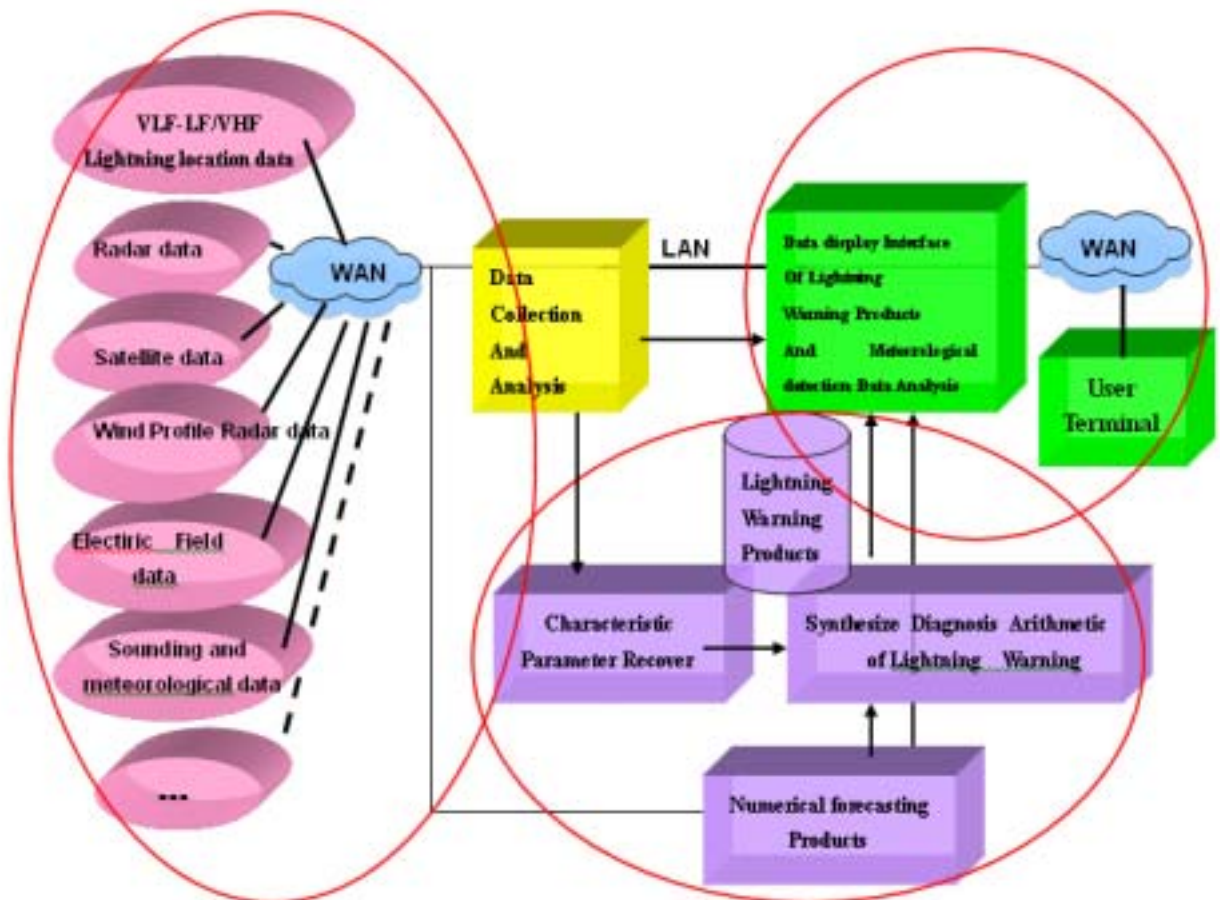 VLF-LF/VHF
Lightning location data
Radar data
Satellite data
Wind Profile Radar data
Electiric Field
data
Sounding and
meteorological data
---
WAN
Data
Collection
And
Analysis
LAN
Data display Interface
Of Lightning
Warning Products
And Meteorological
detection Data Analysis
WAN
User
Terminal
Lightning
Warning
Products
Characteristic
Parameter Recover
Synthesize Diagnosis Arithmetic
of Lightning Warning
Numerical forecasting
Products